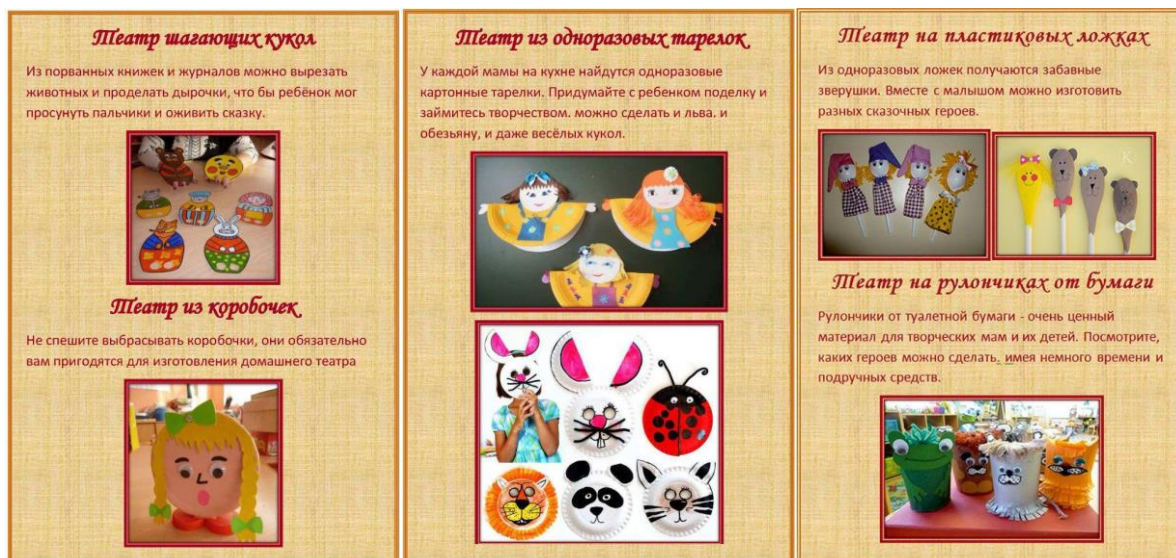 Театр шагающих кукол
Из порванных книжек и журналов можно вырезать
животных и проделать дырочки, что бы ребёнок мог
просунуть пальчики и оживить сказку.
Театр из коробочек
Не спешите выбрасывать коробочки, они обязательно
вам пригодятся для изготовления домашнего театра
Театр из одноразовых тарелок
У каждой мамы на кухне найдутся одноразовые
картонные тарелки. Придумайте с ребенком поделку и
займитесь творчеством. можно сделать и льва. и
обезьяну, и даже весёлых кукол.
Театр на пластиковых ложках
Из одноразовых ложек получаются забавные
зверушки. Вместе с малышом можно изготовить
разных сказочных героев.
Театр на рулончиках от бумаги
Рулончики от туалетной бумаги - очень ценный
материал для творческих мам и их детей. Посмотрите,
каких героев можно сделать. имея немного времени и
подручных средств.